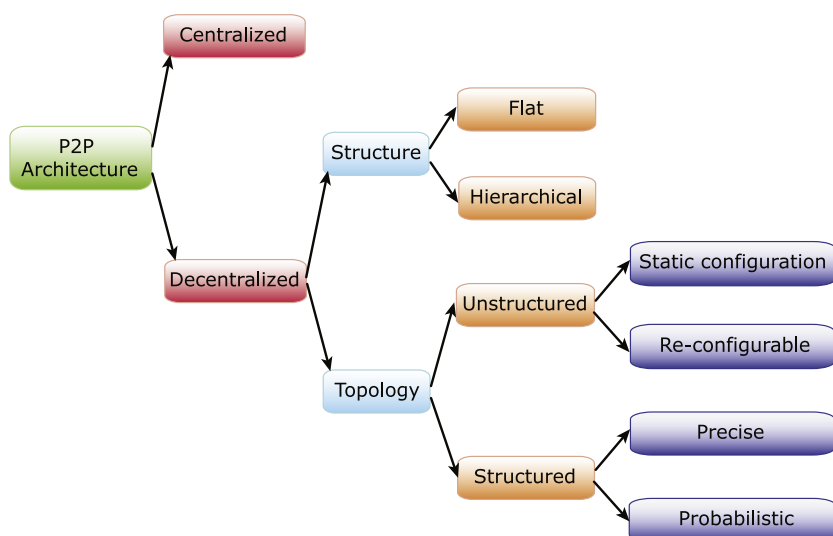 Centralized
P2P
Architecture
Decentralized
Structure
Flat
Hierarchical
Topology
Unstructured
Static configuration
Re-configurable
Structured
Precise
Probabilistic